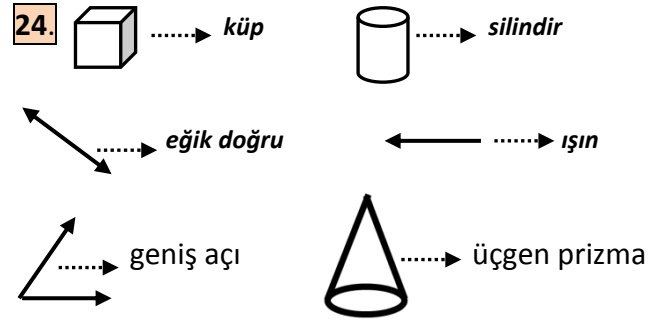 24. küp silindir
eğik doğru ışın
geniş açı üçgen prizma